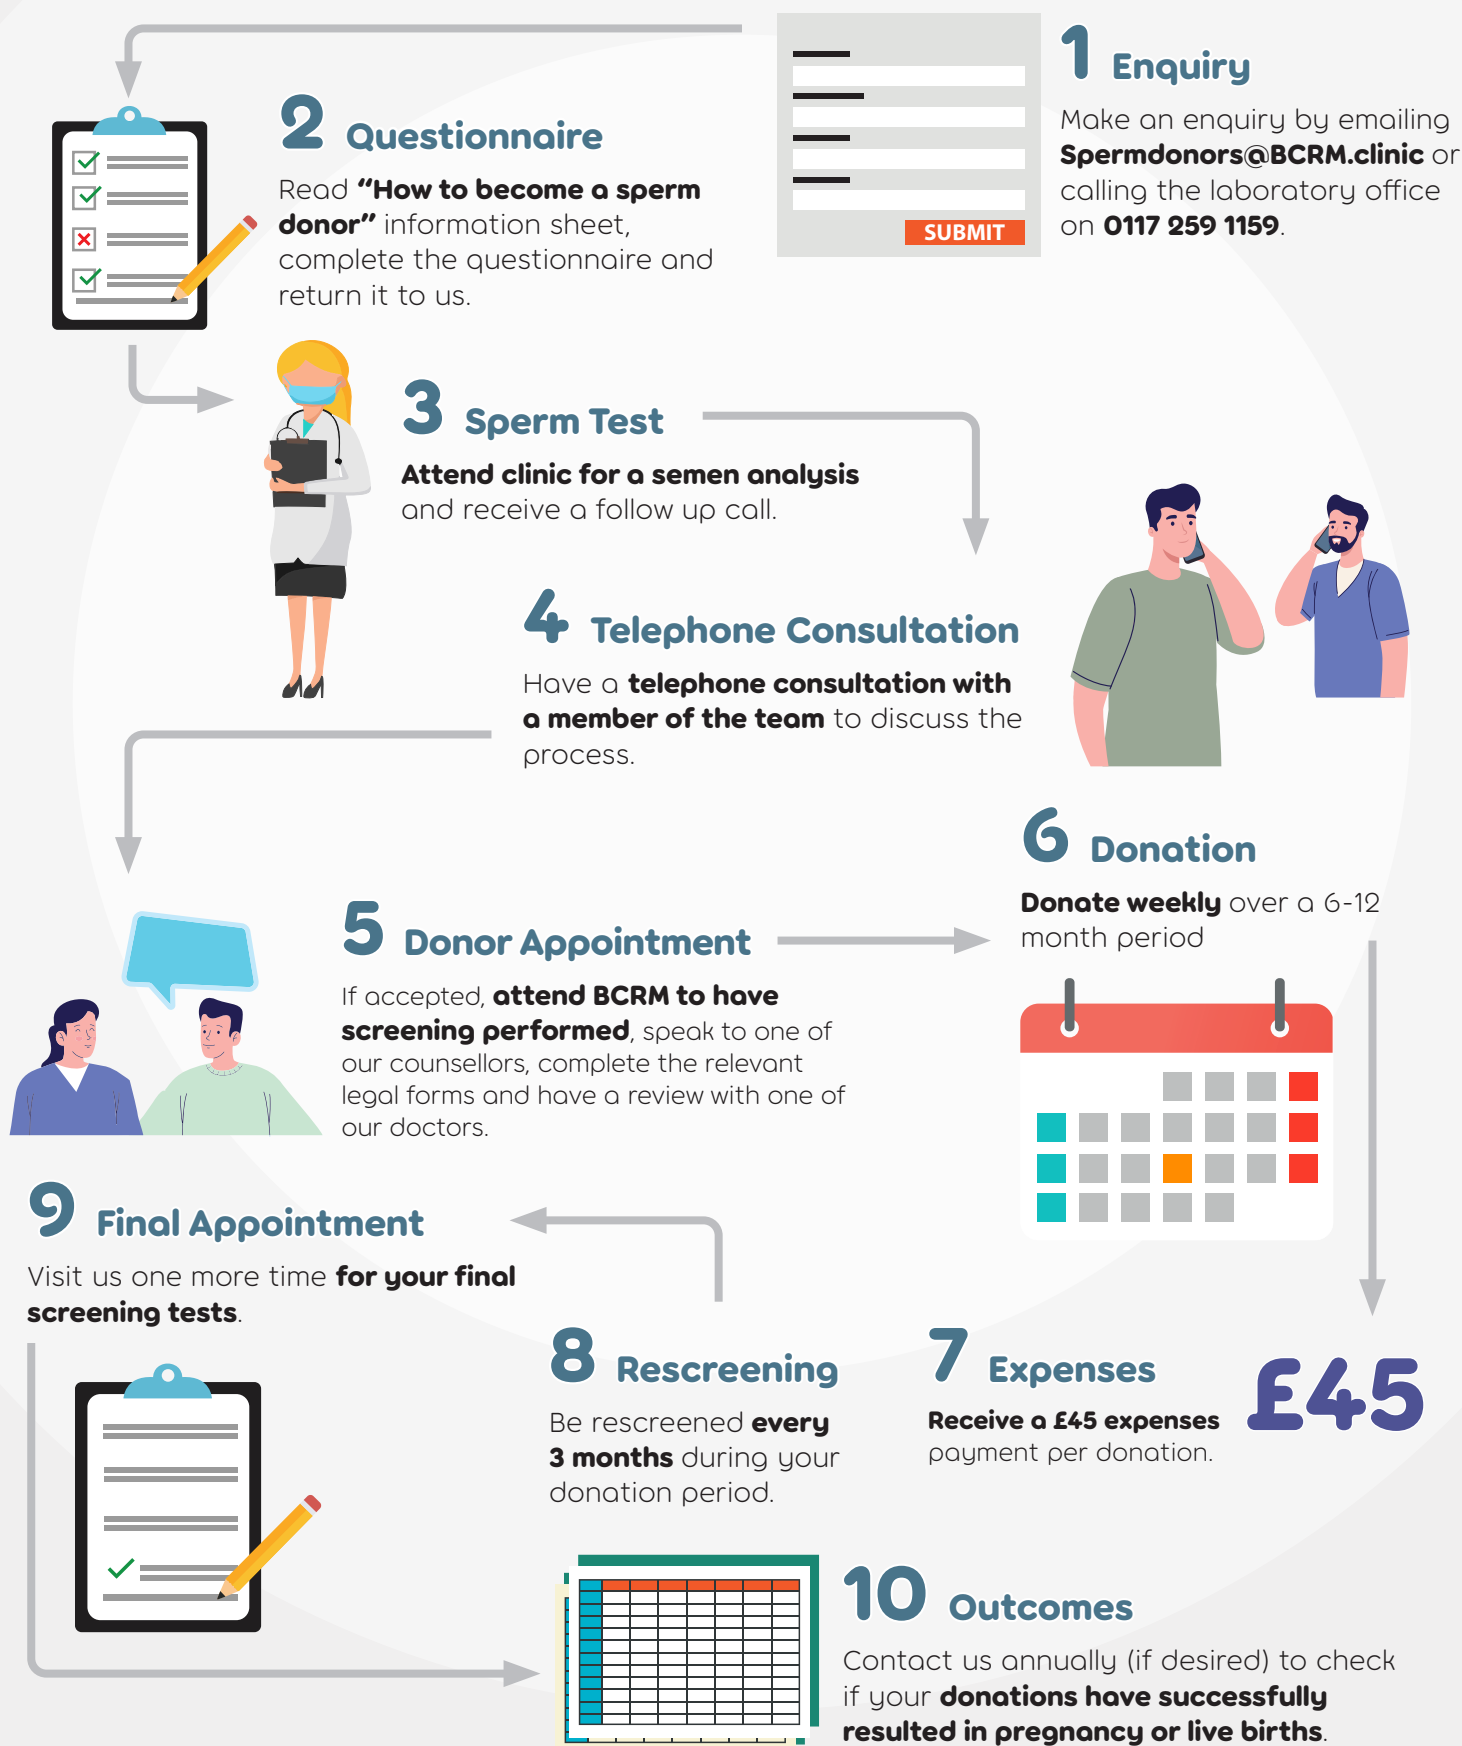 1 Enquiry
Make an enquiry by emailing
Spermdonors@BCRM.clinic or
calling the laboratory office
on 0117 259 1159.
SUBMIT
2 Questionnaire
Read “How to become a sperm
donor” information sheet,
complete the questionnaire and
return it to us.
3 Sperm Test
Attend clinic for a semen analysis
and receive a follow up call.
4 Telephone Consultation
Have a telephone consultation with
a member of the team to discuss the
process.
5 Donor Appointment
If accepted, attend BCRM to have
screening performed, speak to one of
our counsellors, complete the relevant
legal forms and have a review with one of
our doctors.
6 Donation
Donate weekly over a 6-12
month period
7 Expenses
Receive a £45 expenses
payment per donation.
£45
8 Rescreening
Be rescreened every
3 months during your
donation period.
9 Final Appointment
Visit us one more time for your final
screening tests.
10 Outcomes
Contact us annually (if desired) to check
if your donations have successfully
resulted in pregnancy or live births.